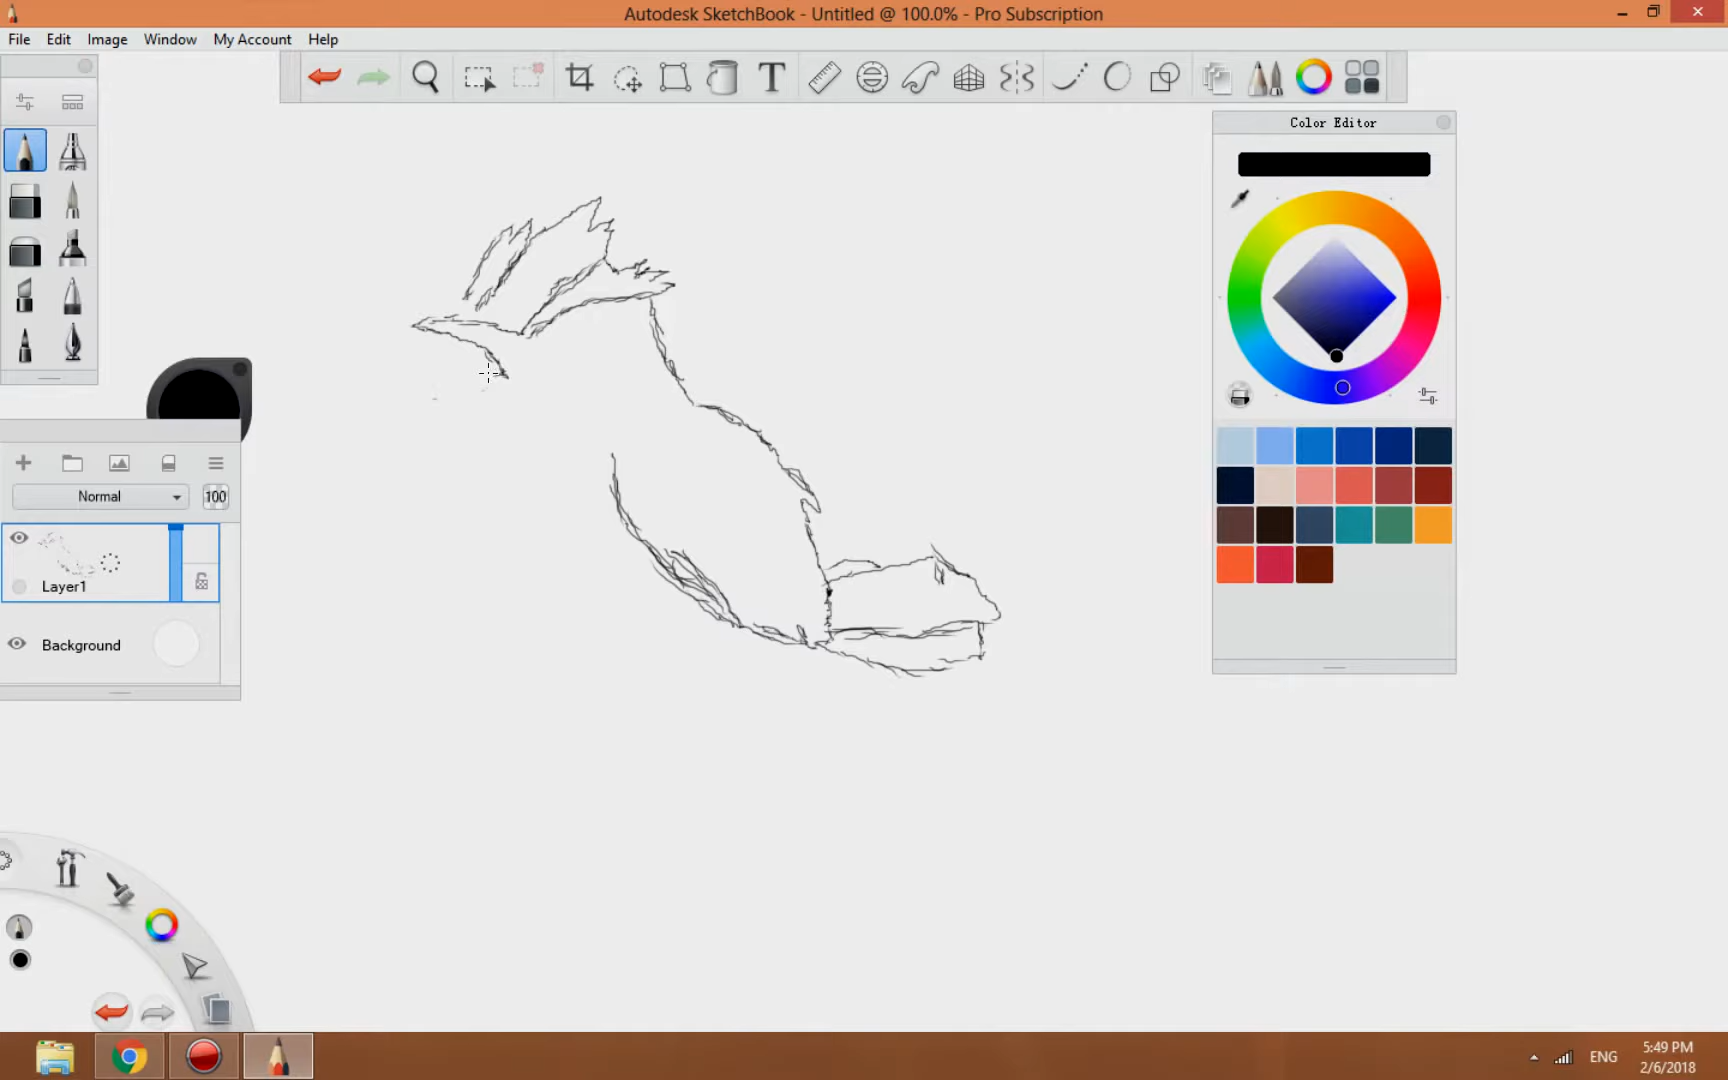 Autodesk SketchBook - Untitled @ 100.0% - Pro Subscription
File Edit Image Window My Account Help
T
Color Editor
Normal 100
Layer1
Background
ENG
5:49 PM
2/6/2018